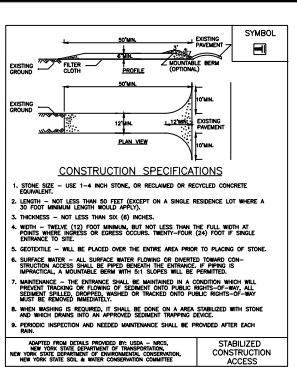 50'MIN.
EXISTING
PAVEMENT
SYMBOL
3'
EXISTING
GROUND
FILTER
CLOTH
6"MIN.
PROFILE
MOUNTABLE BERM
(OPTIONAL)
50'MIN.
EXISTING
GROUND
10'MIN.
12'MIN.
12'MIN.
EXISTING
PAVEMENT
PLAN VIEW
10'MIN.
CONSTRUCTION SPECIFICATIONS
1. STONE SIZE – USE 1–4 INCH STONE, OR RECLAIMED OR RECYCLED CONCRETE
EQUIVALENT.
2. LENGTH – NOT LESS THAN 50 FEET (EXCEPT ON A SINGLE RESIDENCE LOT WHERE A
30 FOOT MINIMUM LENGTH WOULD APPLY).
3. THICKNESS – NOT LESS THAN SIX (6) INCHES.
4. WIDTH – TWELVE (12) FOOT MINIMUM, BUT NOT LESS THAN THE FULL WIDTH AT
POINTS WHERE INGRESS OR EGRESS OCCURS. TWENTY–FOUR (24) FOOT IF SINGLE
ENTRANCE TO SITE.
5. GEOTEXTILE – WILL BE PLACED OVER THE ENTIRE AREA PRIOR TO PLACING OF STONE.
6. SURFACE WATER – ALL SURFACE WATER FLOWING OR DIVERTED TOWARD CON–
STRUCTION ACCESS SHALL BE PIPED BENEATH THE ENTRANCE. IF PIPING IS
IMPRACTICAL, A MOUNTABLE BERM WITH 5:1 SLOPES WILL BE PERMITTED.
7. MAINTENANCE – THE ENTRANCE SHALL BE MAINTAINED IN A CONDITION WHICH WILL
PREVENT TRACKING OR FLOWING OF SEDIMENT ONTO PUBLIC RIGHTS–OF–WAY, ALL
SEDIMENT SPILLED, DROPPED, WASHED OR TRACKED ONTO PUBLIC RIGHTS–OF–WAY
MUST BE REMOVED IMMEDIATELY.
8. WHEN WASHING IS REQUIRED, IT SHALL BE DONE ON A AREA STABILIZED WITH STONE
AND WHICH DRAINS INTO AN APPROVED SEDIMENT TRAPPING DEVICE.
9. PERIODIC INSPECTION AND NEEDED MAINTENANCE SHALL BE PROVIDED AFTER EACH
RAIN.
ADAPTED FROM DETAILS PROVIDED BY: USDA – NRCS,
NEW YORK STATE DEPARTMENT OF TRANSPORTATION,
NEW YORK STATE DEPARTMENT OF ENVIRONMENTAL CONSERVATION,
NEW YORK STATE SOIL & WATER CONSERVATION COMMITTEE
STABILIZED
CONSTRUCTION
ACCESS